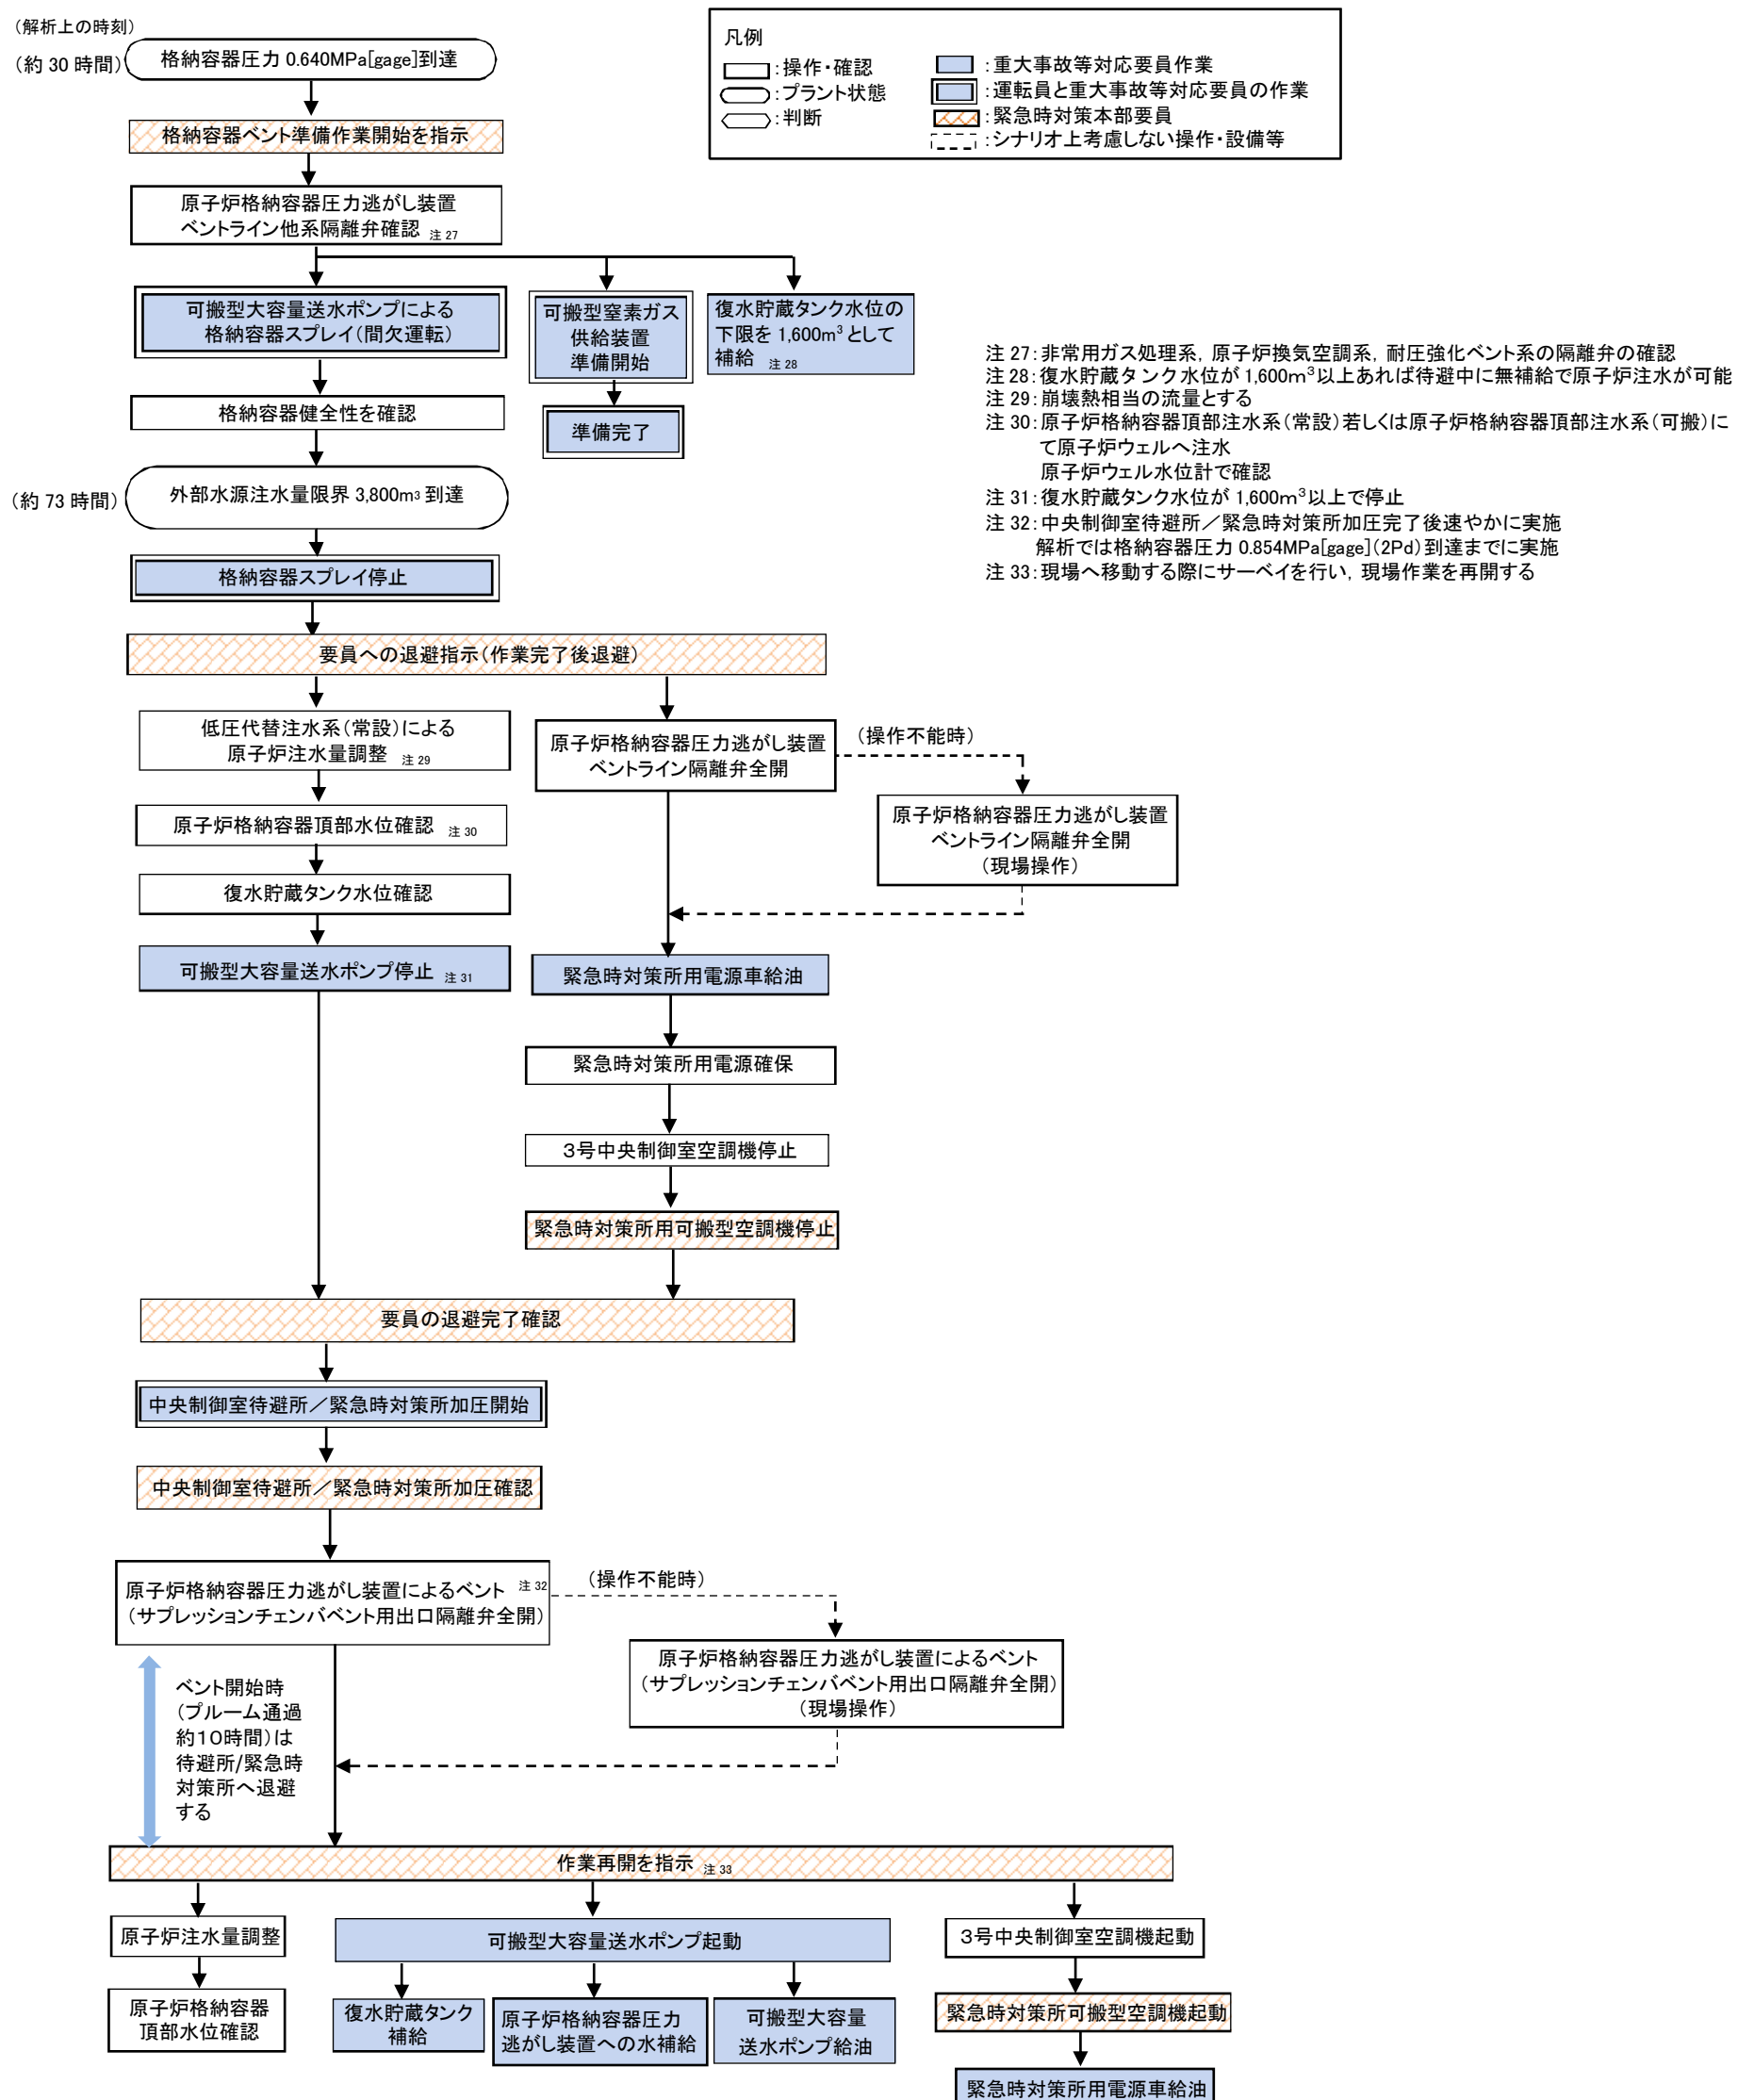 (解析上の時刻)
(約 30 時間)
格納容器圧力 0.640MPa[gage]到達
凡例
:操作・確認
:プラント状態
:判断
:重大事故等対応要員作業
:運転員と重大事故等対応要員の作業
:緊急時対策本部要員
:シナリオ上考慮しない操作・設備等
格納容器ベント準備作業開始を指示
原子炉格納容器圧力逃がし装置
ベントライン他系隔離弁確認 注 27
可搬型大容量送水ポンプによる
格納容器スプレイ(間欠運転)
可搬型窒素ガス
供給装置
準備開始
復水貯蔵タンク水位の
下限を 1,600m³ として
補給 注 28
格納容器健全性を確認
準備完了
(約 73 時間)
外部水源注水量限界 3,800m3 到達
格納容器スプレイ停止
注 27:非常用ガス処理系, 原子炉換気空調系, 耐圧強化ベント系の隔離弁の確認
注 28:復水貯蔵タンク水位が 1,600m³以上あれば待避中に無補給で原子炉注水が可能
注 29:崩壊熱相当の流量とする
注 30:原子炉格納容器頂部注水系(常設)若しくは原子炉格納容器頂部注水系(可搬)に
て原子炉ウェルへ注水
原子炉ウェル水位計で確認
注 31:復水貯蔵タンク水位が 1,600m³以上で停止
注 32:中央制御室待避所/緊急時対策所加圧完了後速やかに実施
解析では格納容器圧力 0.854MPa[gage](2Pd)到達までに実施
注 33:現場へ移動する際にサーベイを行い, 現場作業を再開する
要員への退避指示(作業完了後退避)
低圧代替注水系(常設)による
原子炉注水量調整 注 29
原子炉格納容器頂部水位確認 注 30
復水貯蔵タンク水位確認
可搬型大容量送水ポンプ停止 注 31
原子炉格納容器圧力逃がし装置
ベントライン隔離弁全開
(操作不能時)
原子炉格納容器圧力逃がし装置
ベントライン隔離弁全開
(現場操作)
緊急時対策所用電源車給油
緊急時対策所用電源確保
3号中央制御室空調機停止
緊急時対策所用可搬型空調機停止
要員の退避完了確認
中央制御室待避所/緊急時対策所加圧開始
中央制御室待避所/緊急時対策所加圧確認
原子炉格納容器圧力逃がし装置によるベント 注 32
(サプレッションチェンバベント用出口隔離弁全開)
(操作不能時)
原子炉格納容器圧力逃がし装置によるベント
(サプレッションチェンバベント用出口隔離弁全開)
(現場操作)
ベント開始時
(プルーム通過
約10時間)は
待避所/緊急時
対策所へ退避
する
作業再開を指示 注 33
原子炉注水量調整
原子炉格納容器
頂部水位確認
可搬型大容量送水ポンプ起動
復水貯蔵タンク
補給
原子炉格納容器圧力
逃がし装置への水補給
可搬型大容量
送水ポンプ給油
3号中央制御室空調機起動
緊急時対策所可搬型空調機起動
緊急時対策所用電源車給油